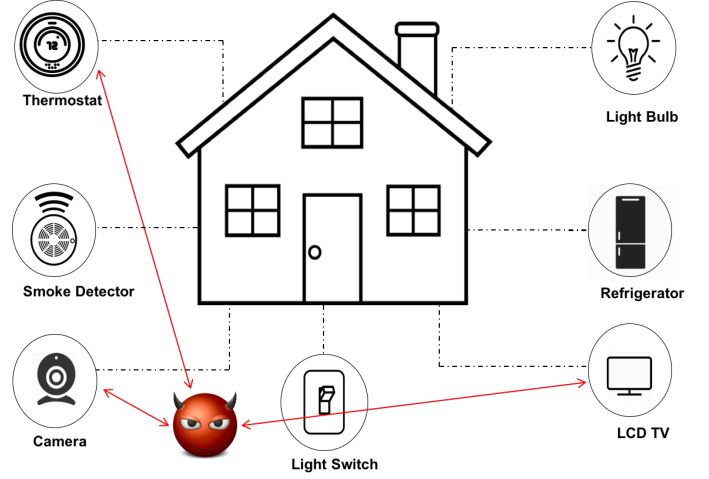 Thermostat
Light Bulb
Smoke Detector
Refrigerator
Camera
LCD TV
Light Switch